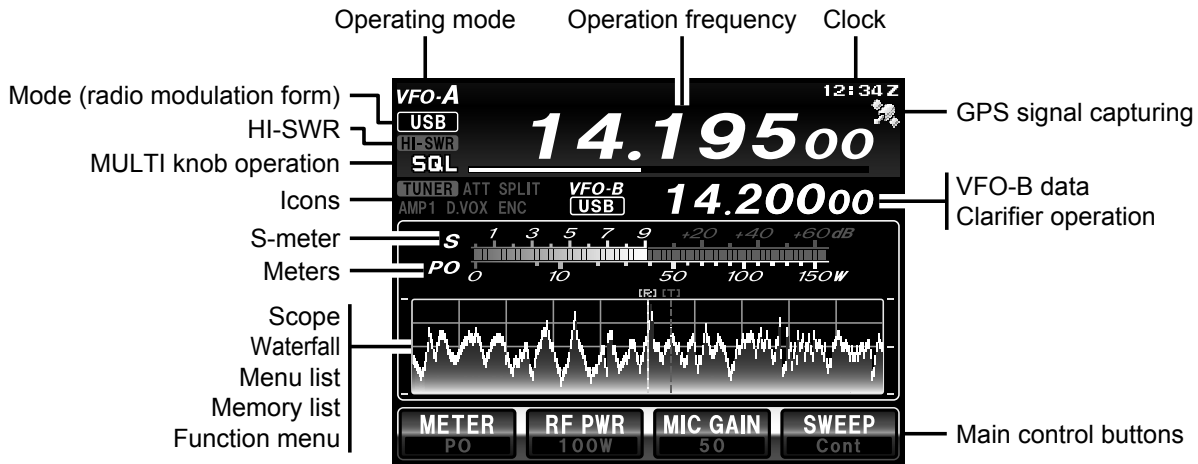 Operating mode
Operation frequency
Clock
Mode (radio modulation form)
HI-SWR
MULTI knob operation
Icons
S-meter
Meters
Scope
Waterfall
Menu list
Memory list
Function menu
VFO-A
12:34Z
USB
14.19500
HI-SWR
SQL
TUNER ATT SPLIT
AMP1 D.VOX ENC
VFO-B
USB
14.20000
S 1 3 5 7 9 +20 +40 +60dB
PO 0 10 50 100 150W
[R] [T]
METER
PO
RF PWR
100W
MIC GAIN
50
SWEEP
Cont
GPS signal capturing
VFO-B data
Clarifier operation
Main control buttons